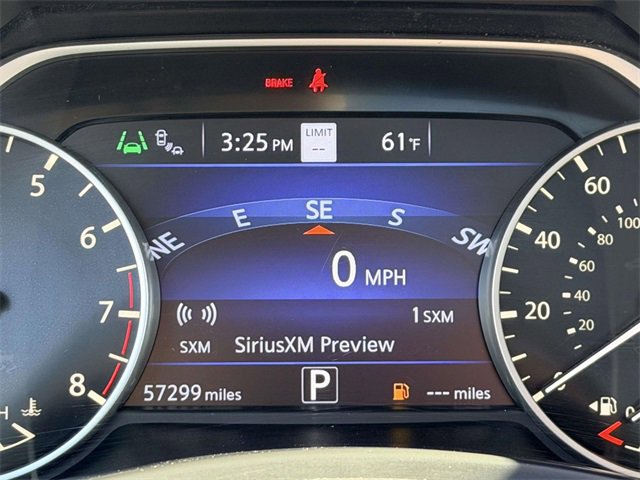 BRAKE
3:25 PM
LIMIT
--
61°F
NE E SE S SW
0 MPH
1 SXM
SXM SiriusXM Preview
57299 miles
P
--- miles
5
6
7
8
H
60
40
20
0
100
80
60
40
20